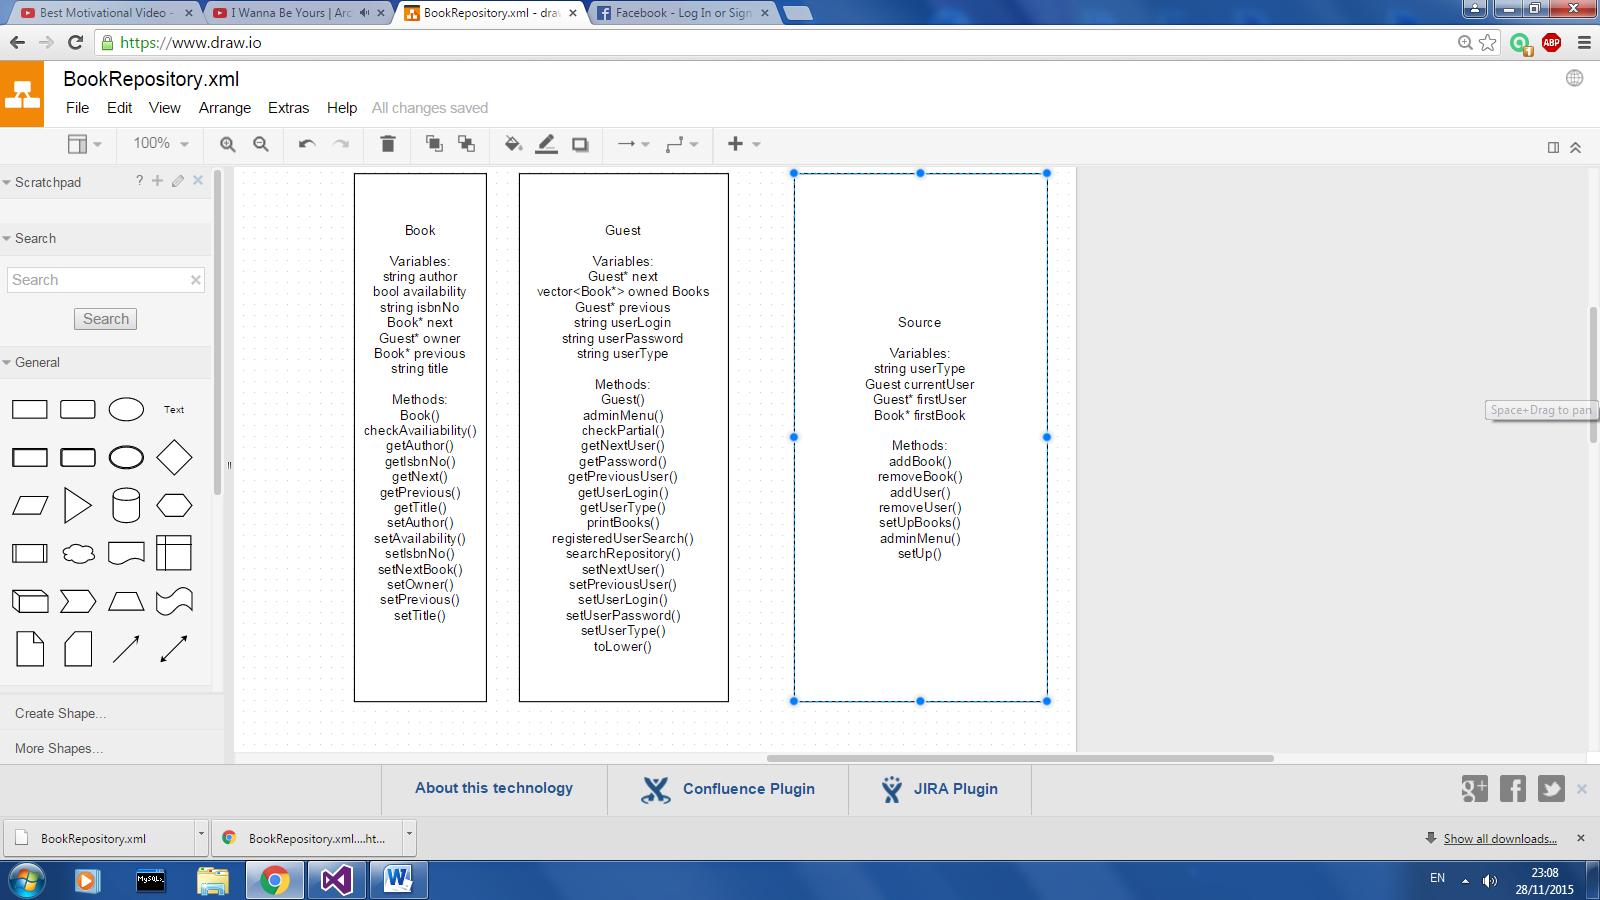 Best Motivational Video -
I Wanna Be Yours | Arc
BookRepository.xml - draw
Facebook - Log In or Sign
https://www.draw.io
ABP
BookRepository.xml
File Edit View Arrange Extras Help All changes saved
100%
Scratchpad ?
Search
Search
Search
General
Text
Create Shape...
More Shapes...
Book
Variables:
string author
bool availability
string isbnNo
Book* next
Guest* owner
Book* previous
string title
Methods:
Book()
checkAvailiability()
getAuthor()
getIsbnNo()
getNext()
getPrevious()
getTitle()
setAuthor()
setAvailability()
setIsbnNo()
setNextBook()
setOwner()
setPrevious()
setTitle()
Guest
Variables:
Guest* next
vector<Book*> owned Books
Guest* previous
string userLogin
string userPassword
string userType
Methods:
Guest()
adminMenu()
checkPartial()
getNextUser()
getPassword()
getPreviousUser()
getUserLogin()
getUserType()
printBooks()
registeredUserSearch()
searchRepository()
setNextUser()
setPreviousUser()
setUserLogin()
setUserPassword()
setUserType()
toLower()
Source
Variables:
string userType
Guest currentUser
Guest* firstUser
Book* firstBook
Methods:
addBook()
removeBook()
addUser()
removeUser()
setUpBooks()
adminMenu()
setUp()
Space+Drag to pan
About this technology
Confluence Plugin
JIRA Plugin
g+
BookRepository.xml
BookRepository.xml....ht...
Show all downloads...
MySQL
EN
23:08
28/11/2015